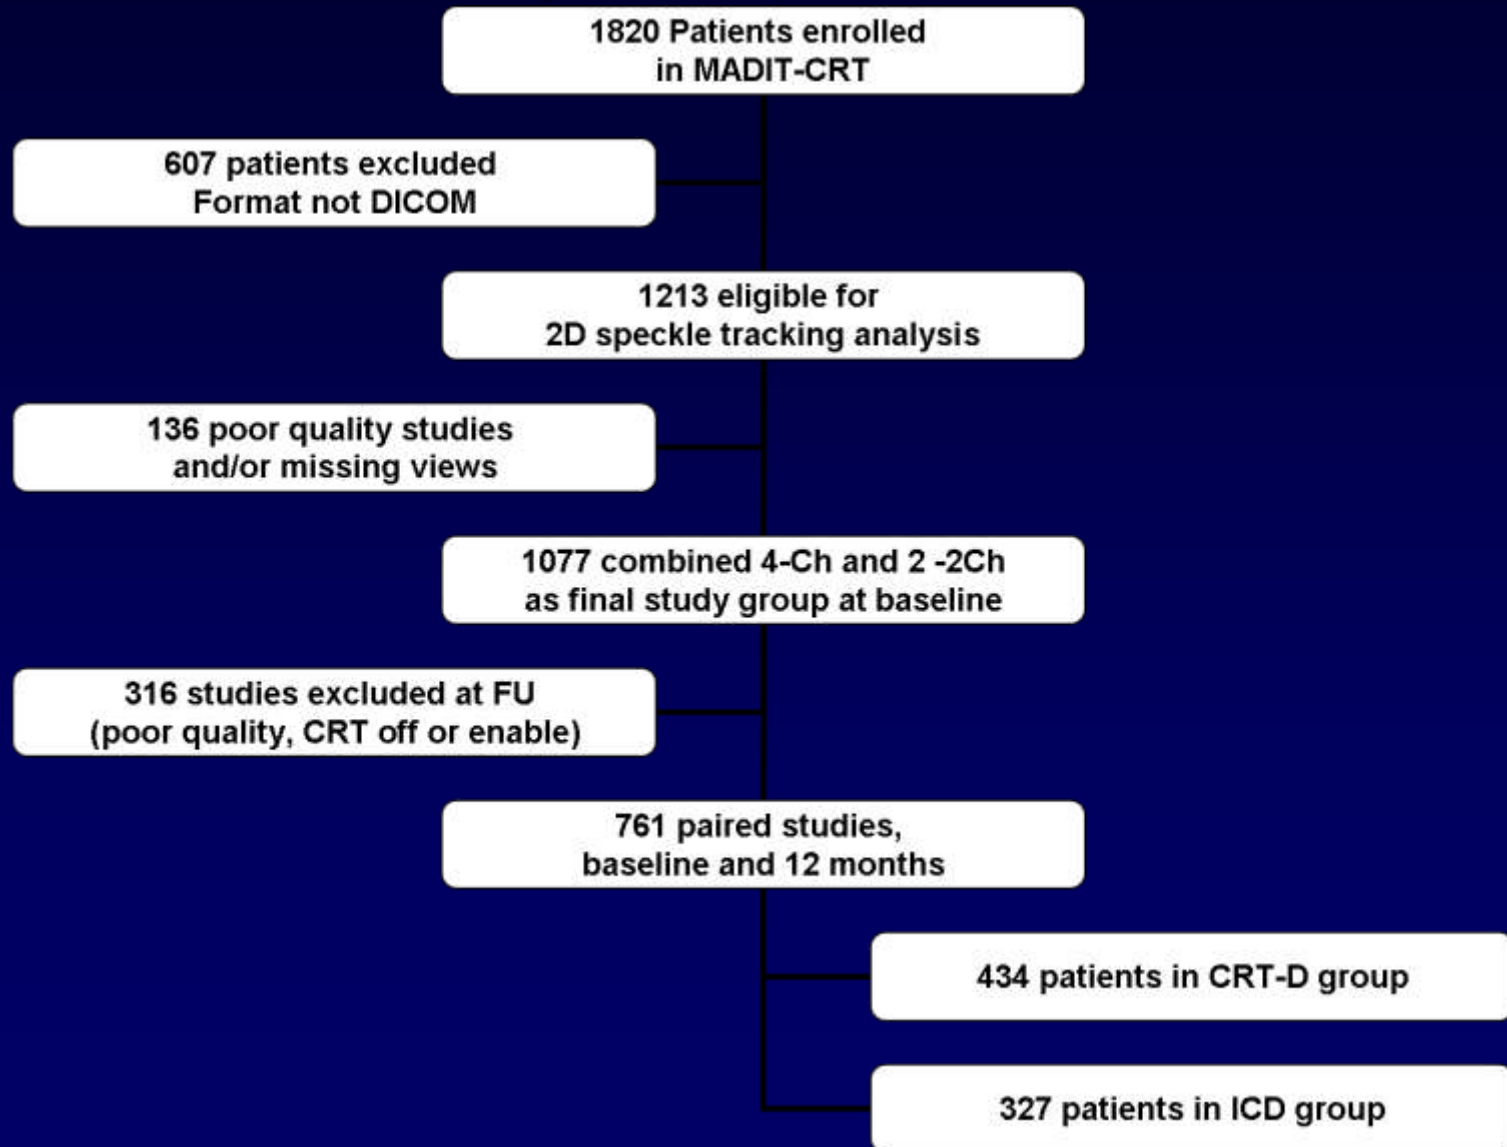 1820 Patients enrolled
in MADIT-CRT
607 patients excluded
Format not DICOM
1213 eligible for
2D speckle tracking analysis
136 poor quality studies
and/or missing views
1077 combined 4-Ch and 2 -2Ch
as final study group at baseline
316 studies excluded at FU
(poor quality, CRT off or enable)
761 paired studies,
baseline and 12 months
434 patients in CRT-D group
327 patients in ICD group